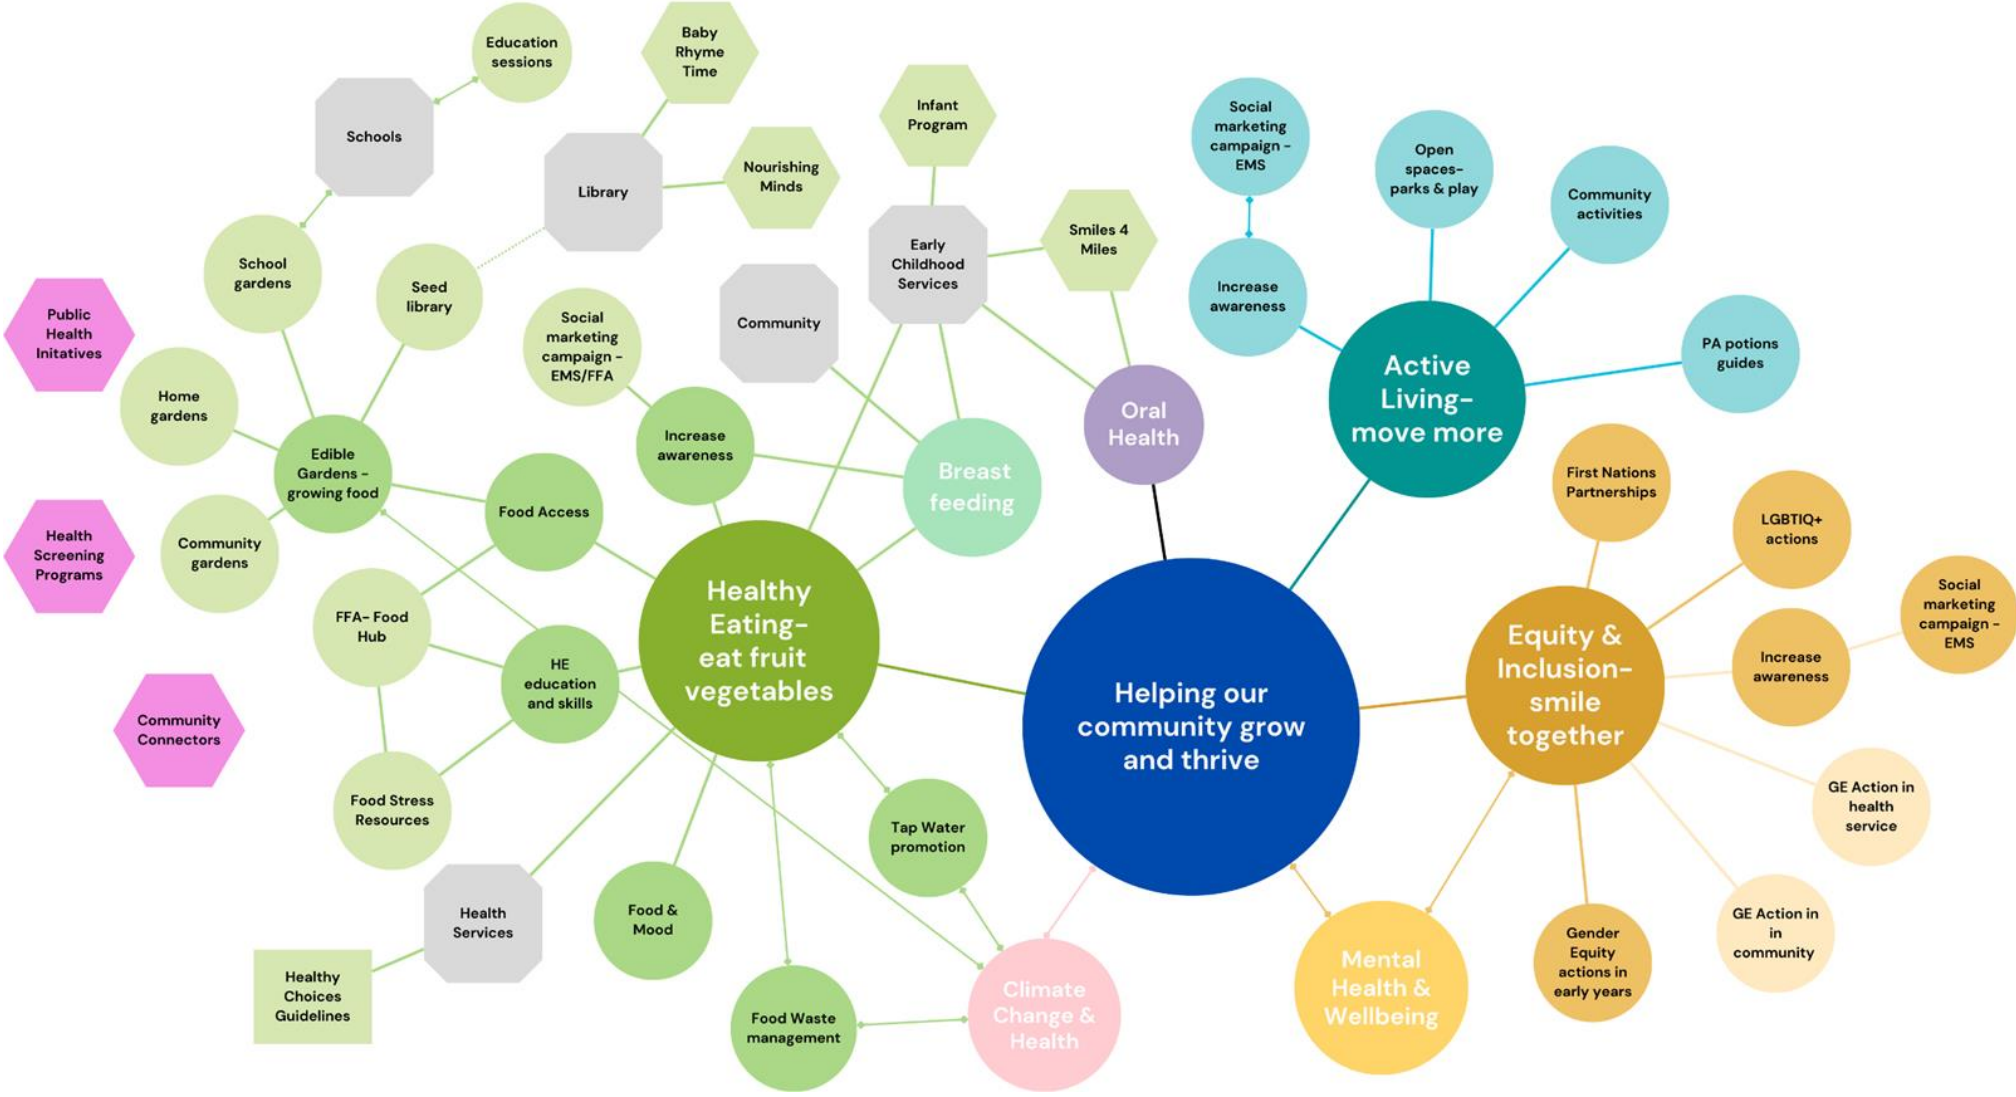 Education
sessions
Baby
Rhyme
Time
Schools
Library
Nourishing
Minds
Infant
Program
Smiles 4
Miles
Early
Childhood
Services
Community
School
gardens
Seed
library
Social
marketing
campaign -
EMS/FFA
Public
Health
Initatives
Home
gardens
Increase
awareness
Edible
Gardens -
growing food
Food Access
Breast
feeding
Oral
Health
Health
Screening
Programs
Community
gardens
FFA- Food
Hub
HE
education
and skills
Healthy
Eating-
eat fruit
vegetables
Community
Connectors
Food Stress
Resources
Health
Services
Healthy
Choices
Guidelines
Food &
Mood
Tap Water
promotion
Food Waste
management
Climate
Change &
Health
Helping our
community grow
and thrive
Social
marketing
campaign -
EMS
Open
spaces-
parks & play
Community
activities
Increase
awareness
PA potions
guides
Active
Living-
move more
First Nations
Partnerships
LGBTIQ+
actions
Social
marketing
campaign -
EMS
Increase
awareness
Equity &
Inclusion-
smile
together
GE Action in
health
service
GE Action in
in
community
Gender
Equity
actions in
early years
Mental
Health &
Wellbeing